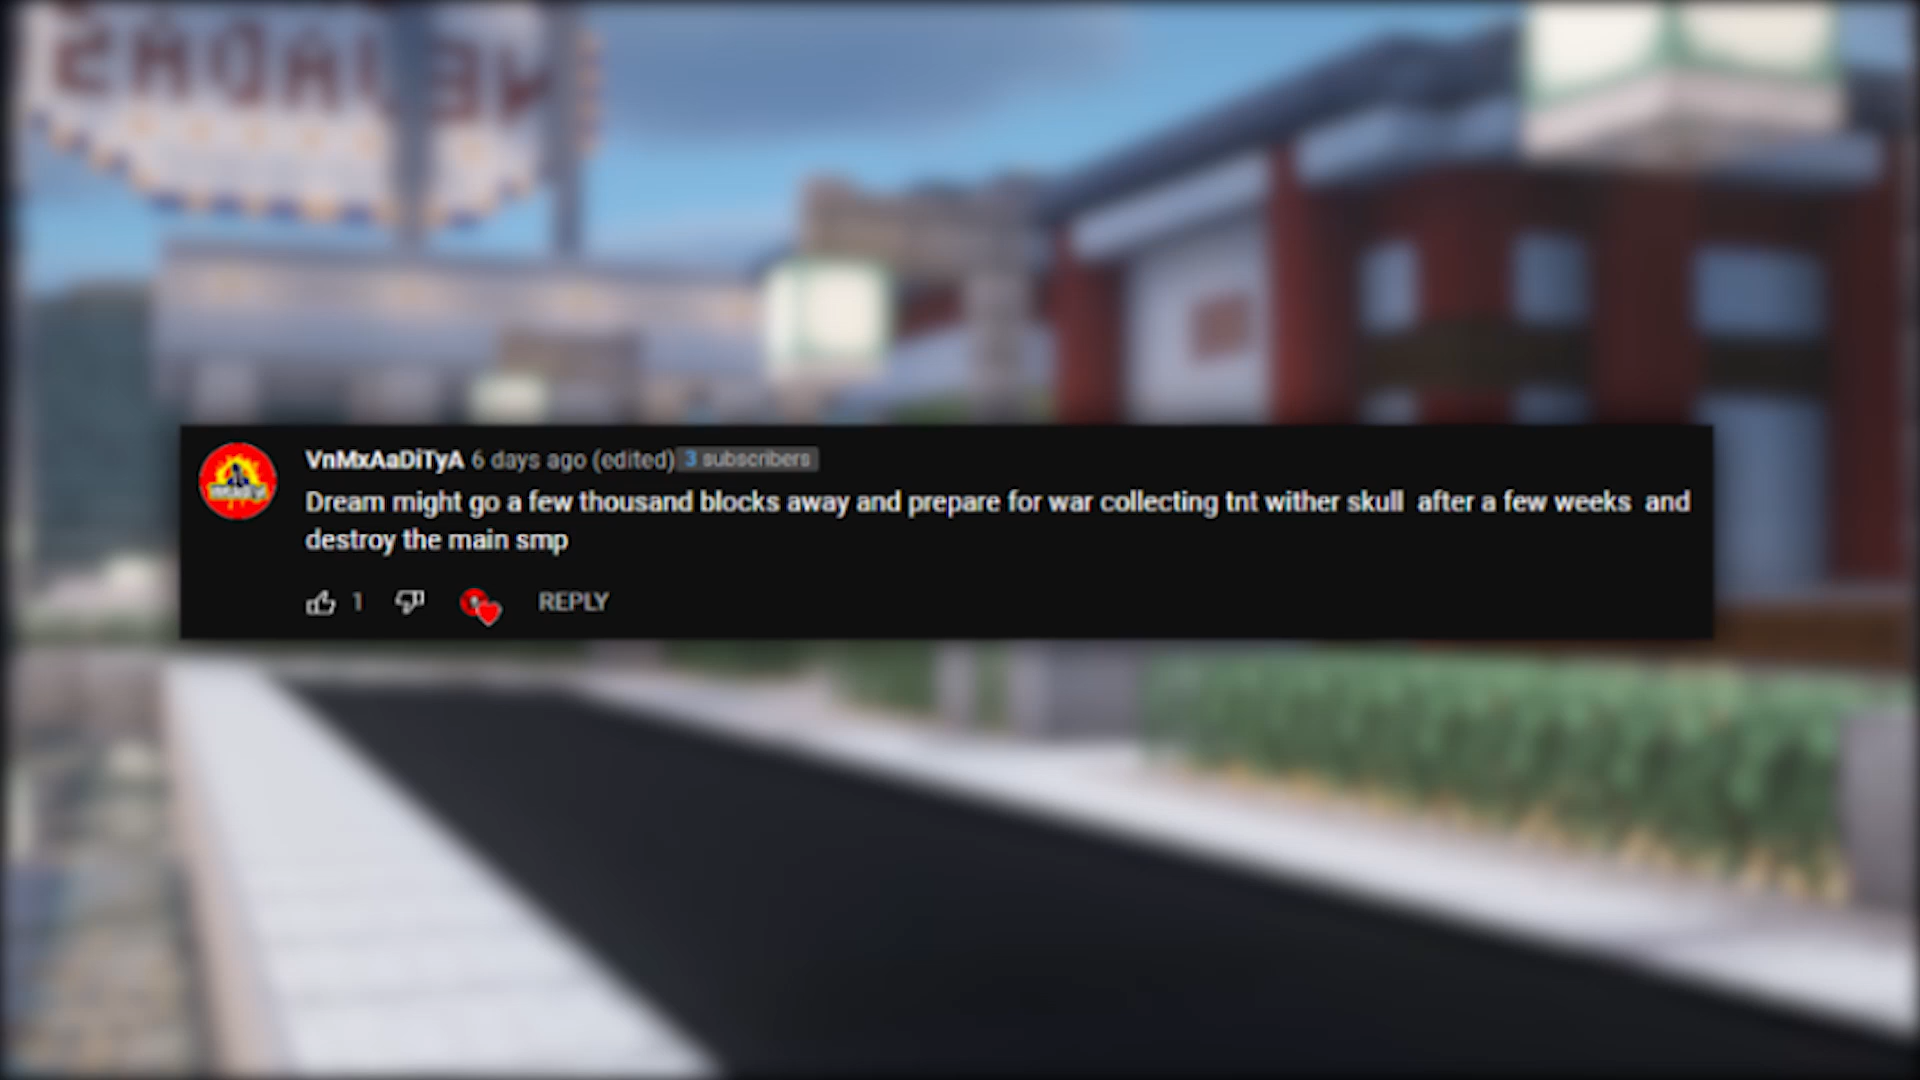 VnMxAaDiTyA 6 days ago (edited) 3 subscribers
Dream might go a few thousand blocks away and prepare for war collecting tnt wither skull  after a few weeks  and
destroy the main smp
1 REPLY